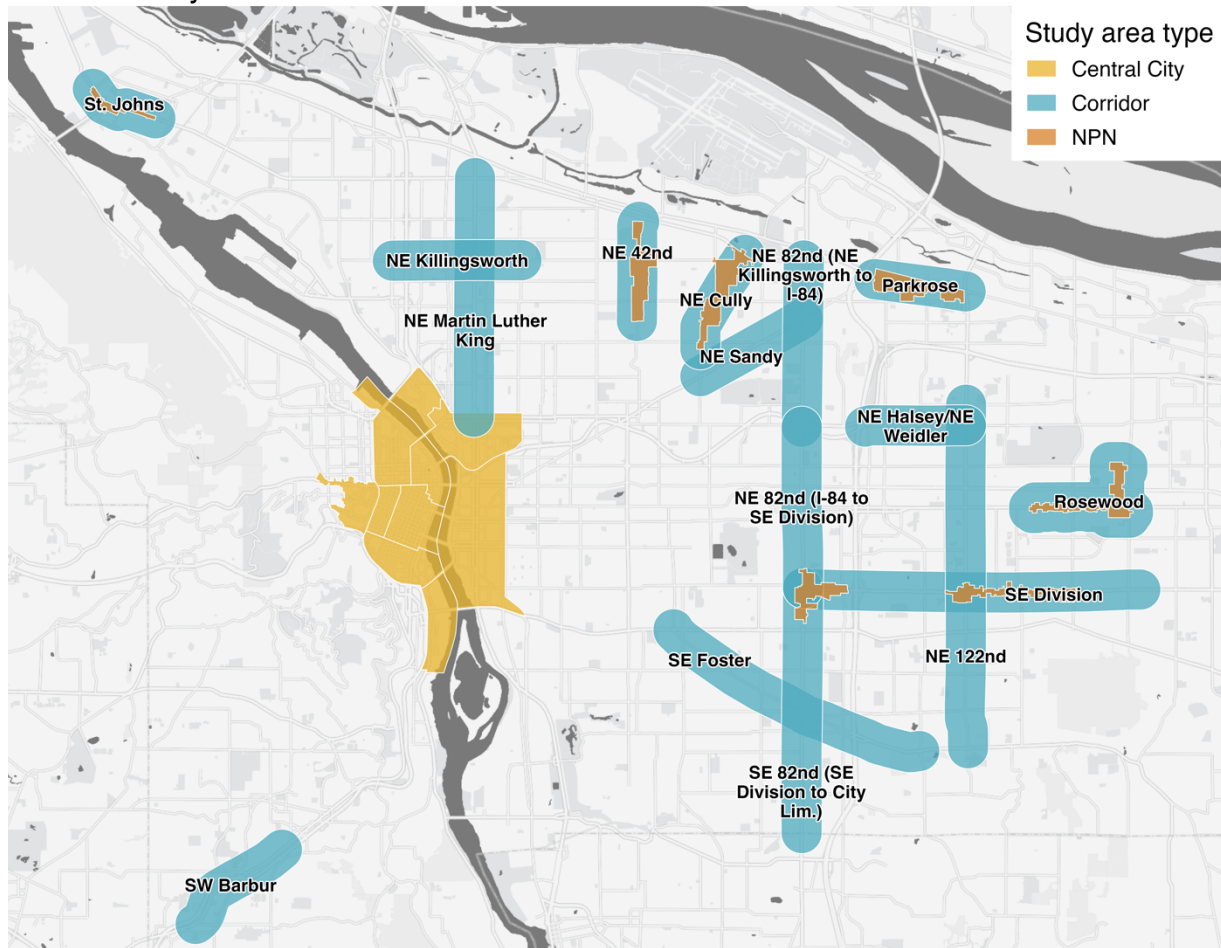 Study area type
Central City
Corridor
NPN
St. Johns
NE Killingsworth
NE Martin Luther
King
NE 42nd
NE Cully
NE 82nd (NE
Killingsworth to
I-84)
Parkrose
NE Sandy
NE Halsey/NE
Weidler
NE 82nd (I-84 to
SE Division)
Rosewood
SE Division
SE Foster
NE 122nd
SE 82nd (SE
Division to City
Lim.)
SW Barbur